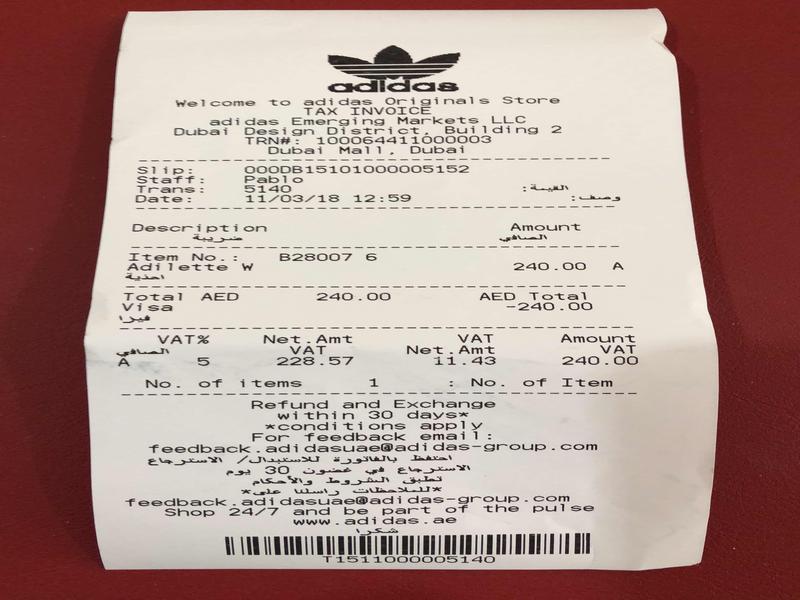 adidas
Welcome to adidas Originals Store
TAX INVOICE
adidas Emerging Markets LLC
Dubai Design District, Building 2
TRN#: 100064411000003
Dubai Mall, Dubai
Slip: 000DB15101000005152
Staff: Pablo
Trans: 5140 القيمة:
Date: 11/03/18 12:59 وصف:
Description Amount
ضريبة الصافي
Item No.: B28007 6
Adilette W 240.00 A
احذية
Total AED 240.00 AED Total
Visa -240.00
فيزا
VAT% Net.Amt VAT Amount
الصافي VAT Net.Amt VAT
A 5 228.57 11.43 240.00
No. of items 1 : No. of Item
Refund and Exchange
within 30 days*
*conditions apply
For feedback email:
feedback.adidasuae@adidas-group.com
احتفظ بالفاتورة للاستبدال/ الاسترجاع
الاسترجاع في غضون 30 يوم
تطبق الشروط والأحكام
*للملاحظات راسلنا على*
feedback.adidasuae@adidas-group.com
Shop 24/7 and be part of the pulse
www.adidas.ae
شكرا
T1511000005140